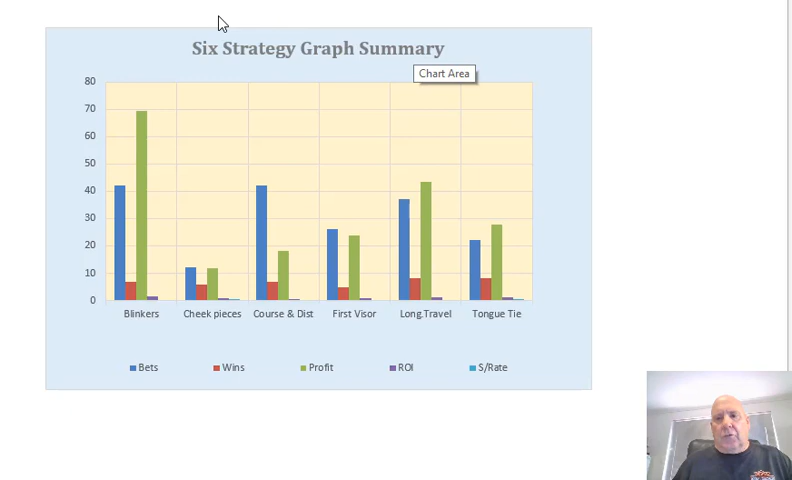 Six Strategy Graph Summary
Chart Area
80
70
60
50
40
30
20
10
0
Blinkers Cheek pieces Course & Dist First Visor Long.Travel Tongue Tie
Bets Wins Profit ROI S/Rate